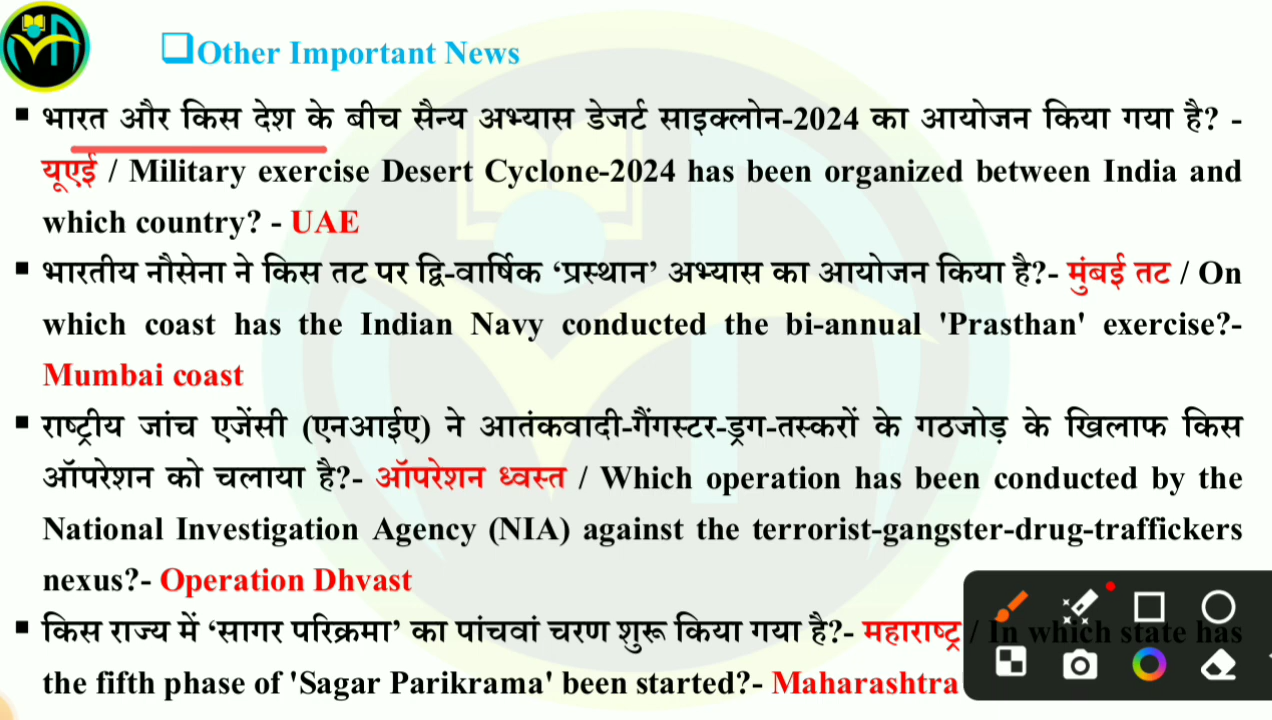 Other Important News
भारत और किस देश के बीच सैन्य अभ्यास डेजर्ट साइक्लोन-2024 का आयोजन किया गया है? -
यूएई / Military exercise Desert Cyclone-2024 has been organized between India and
which country? - UAE
भारतीय नौसेना ने किस तट पर द्वि-वार्षिक ‘प्रस्थान’ अभ्यास का आयोजन किया है?- मुंबई तट / On
which coast has the Indian Navy conducted the bi-annual 'Prasthan' exercise?-
Mumbai coast
राष्ट्रीय जांच एजेंसी (एनआईए) ने आतंकवादी-गैंगस्टर-ड्रग-तस्करों के गठजोड़ के खिलाफ किस
ऑपरेशन को चलाया है?- ऑपरेशन ध्वस्त / Which operation has been conducted by the
National Investigation Agency (NIA) against the terrorist-gangster-drug-traffickers
nexus?- Operation Dhvast
किस राज्य में ‘सागर परिक्रमा’ का पांचवां चरण शुरू किया गया है?- महाराष्ट्र / In which state has
the fifth phase of 'Sagar Parikrama' been started?- Maharashtra